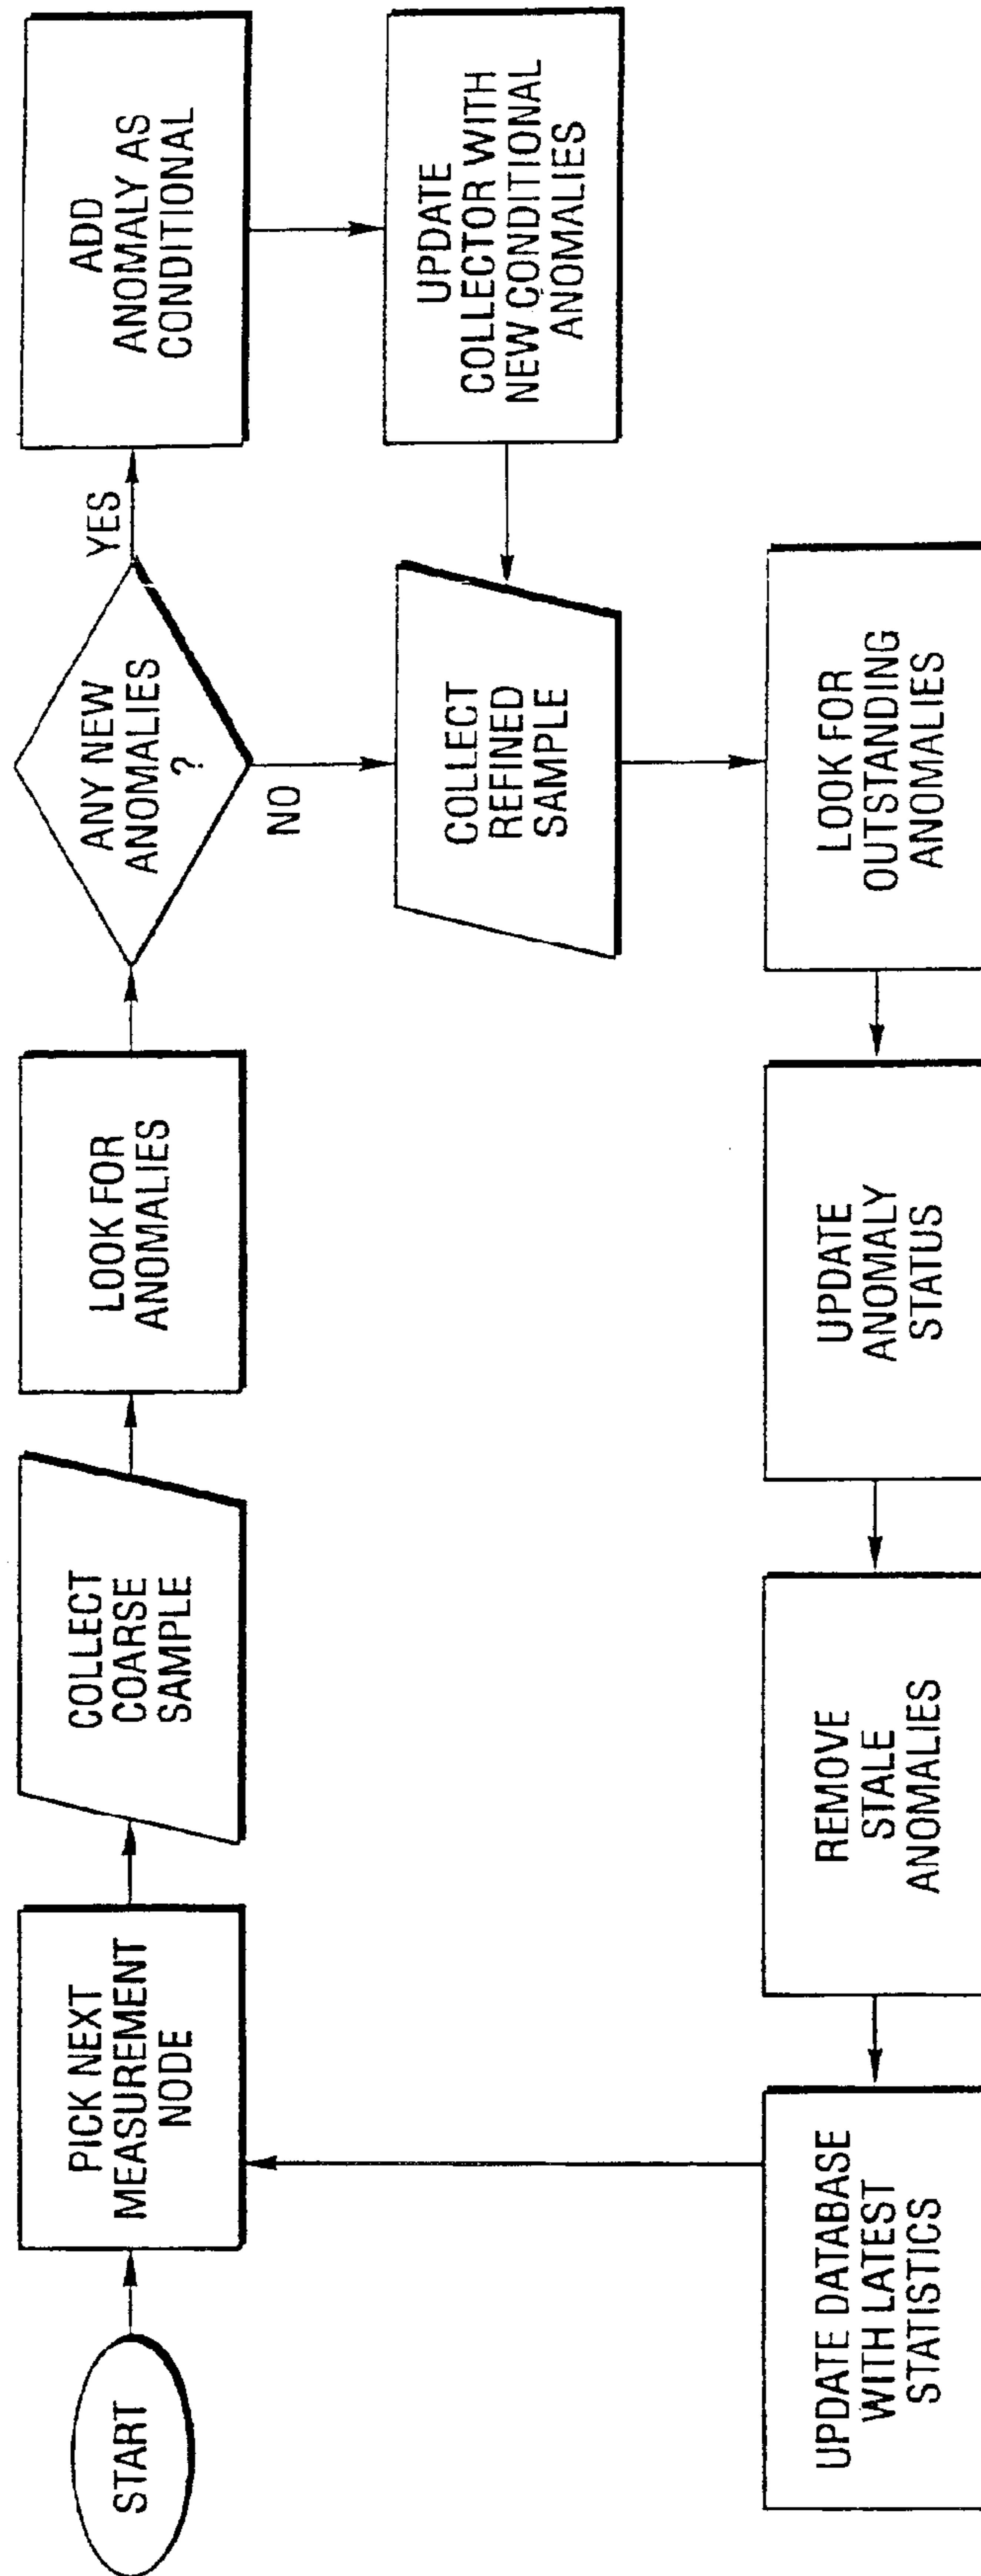 START
PICK NEXT
MEASUREMENT
NODE
COLLECT
COARSE
SAMPLE
LOOK FOR
ANOMALIES
ANY NEW
ANOMALIES
?
YES
NO
ADD
ANOMALY AS
CONDITIONAL
UPDATE
COLLECTOR WITH
NEW CONDITIONAL
ANOMALIES
COLLECT
REFINED
SAMPLE
LOOK FOR
OUTSTANDING
ANOMALIES
UPDATE
ANOMALY
STATUS
REMOVE
STALE
ANOMALIES
UPDATE DATABASE
WITH LATEST
STATISTICS